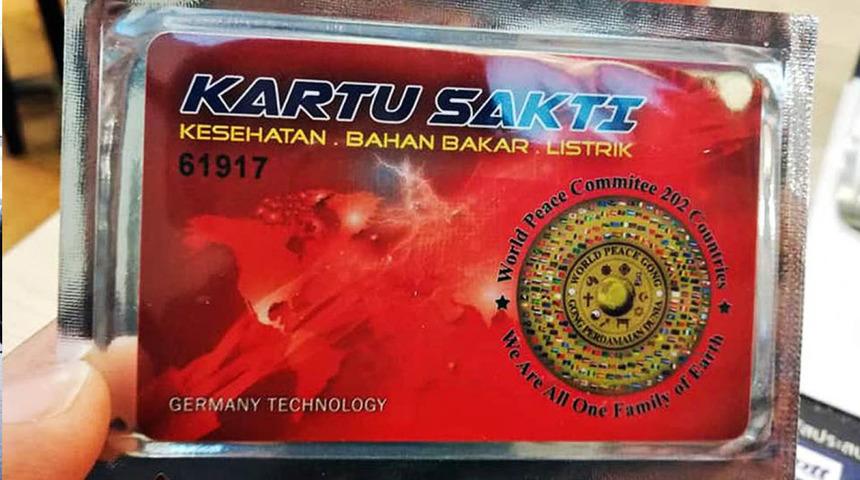 KARTU SAKTI
KESEHATAN . BAHAN BAKAR . LISTRIK
61917
World Peace Commitee 202 Countries
WORLD PEACE GONG
GONG PERDAMAIAN DUNIA
We Are All One Family of Earth
GERMANY TECHNOLOGY